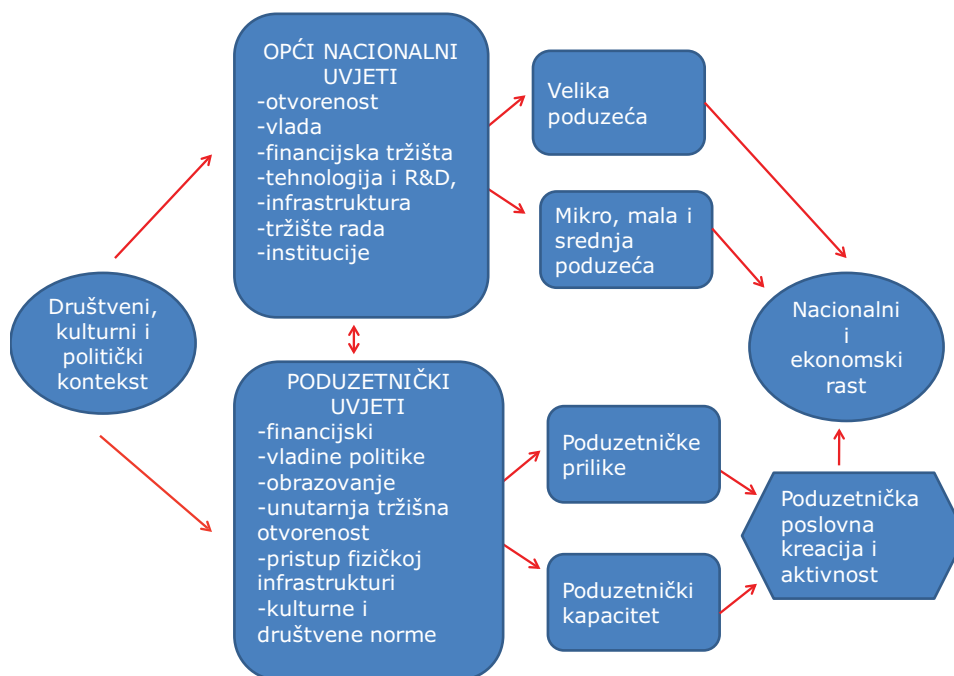 OPĆI NACIONALNI
UVJETI
-otvorenost
-vlada
-financijska tržišta
-tehnologija i R&D,
-infrastruktura
-tržište rada
-institucije
Velika
poduzeća
Mikro, mala i
srednja
poduzeća
Društveni,
kulturni i
politički
kontekst
Nacionalni
i
ekonomski
rast
PODUZETNIČKI
UVJETI
-financijski
-vladine politike
-obrazovanje
-unutarnja tržišna
otvorenost
-pristup fizičkoj
infrastrukturi
-kulturne i
društvene norme
Poduzetničke
prilike
Poduzetnički
kapacitet
Poduzetnička
poslovna
kreacija i
aktivnost